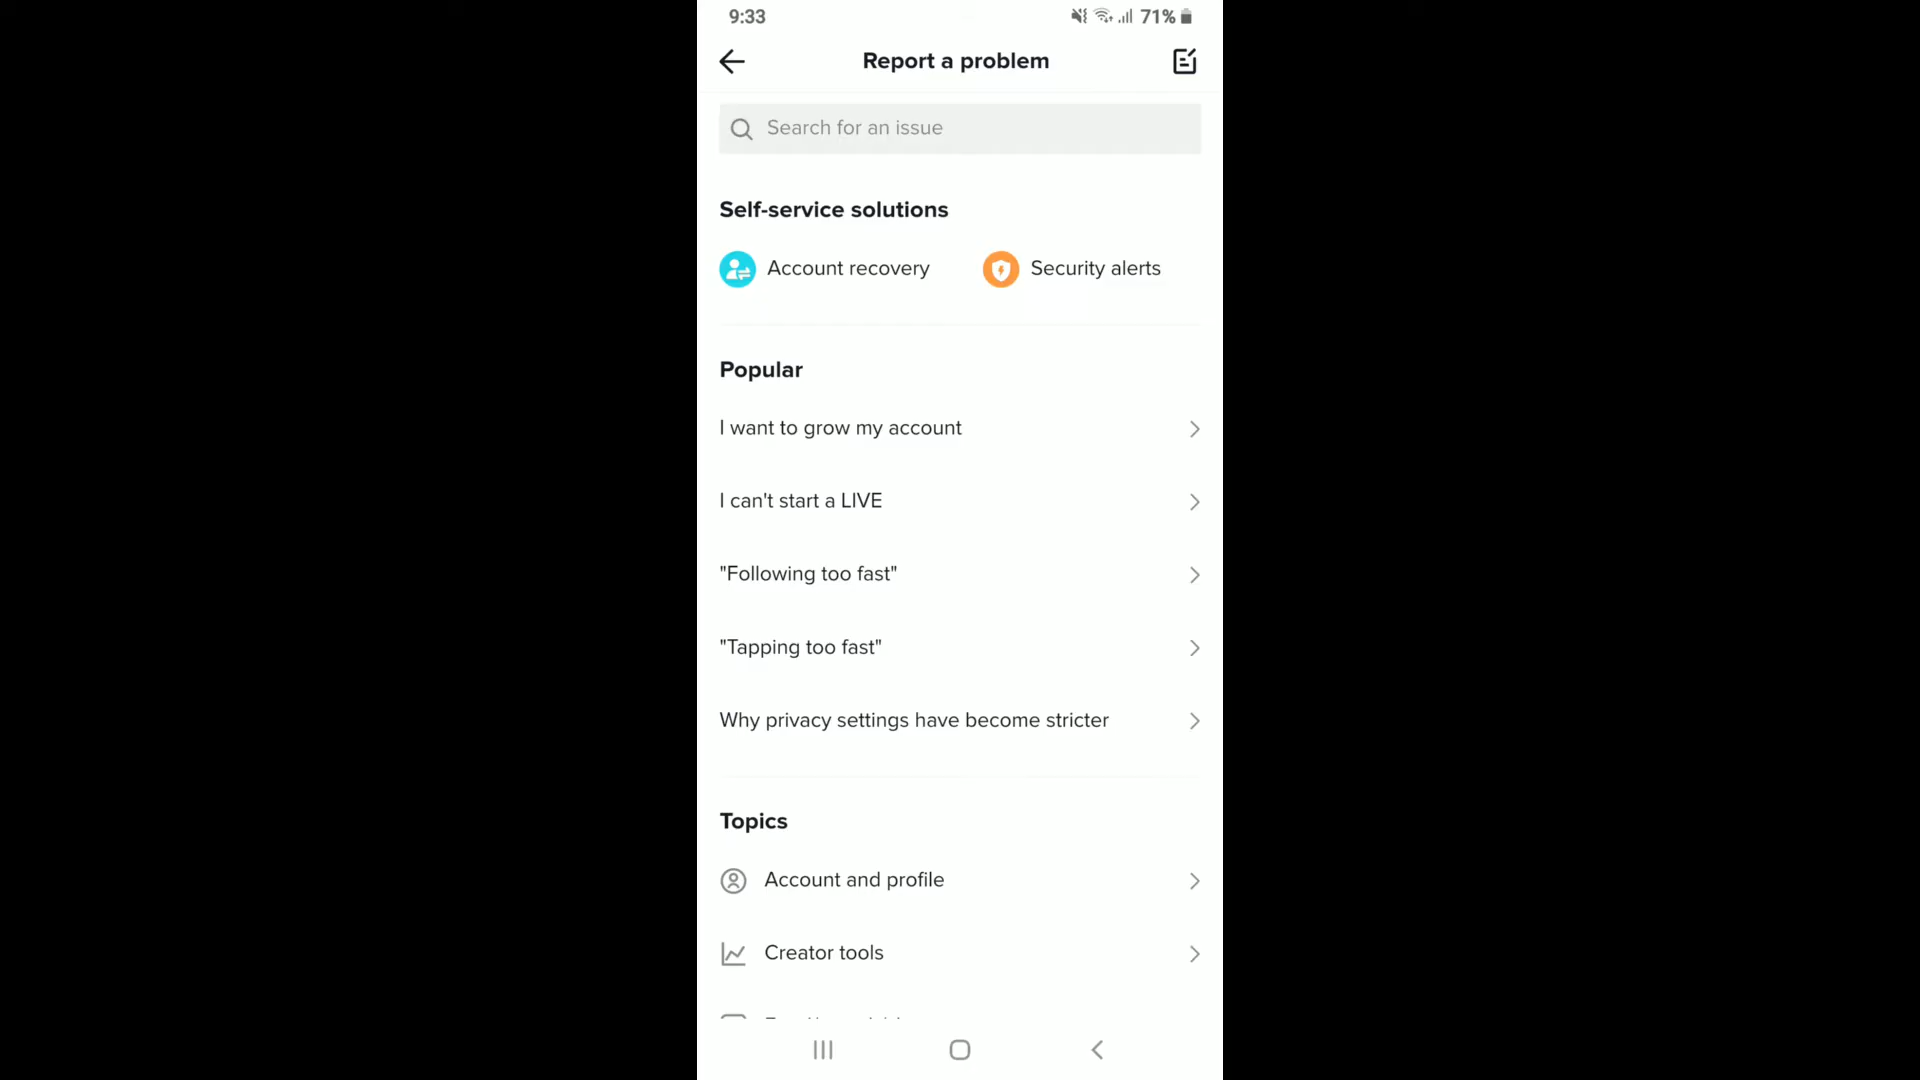 9:33
71%
Report a problem
Search for an issue
Self-service solutions
Account recovery
Security alerts
Popular
I want to grow my account
I can't start a LIVE
"Following too fast"
"Tapping too fast"
Why privacy settings have become stricter
Topics
Account and profile
Creator tools